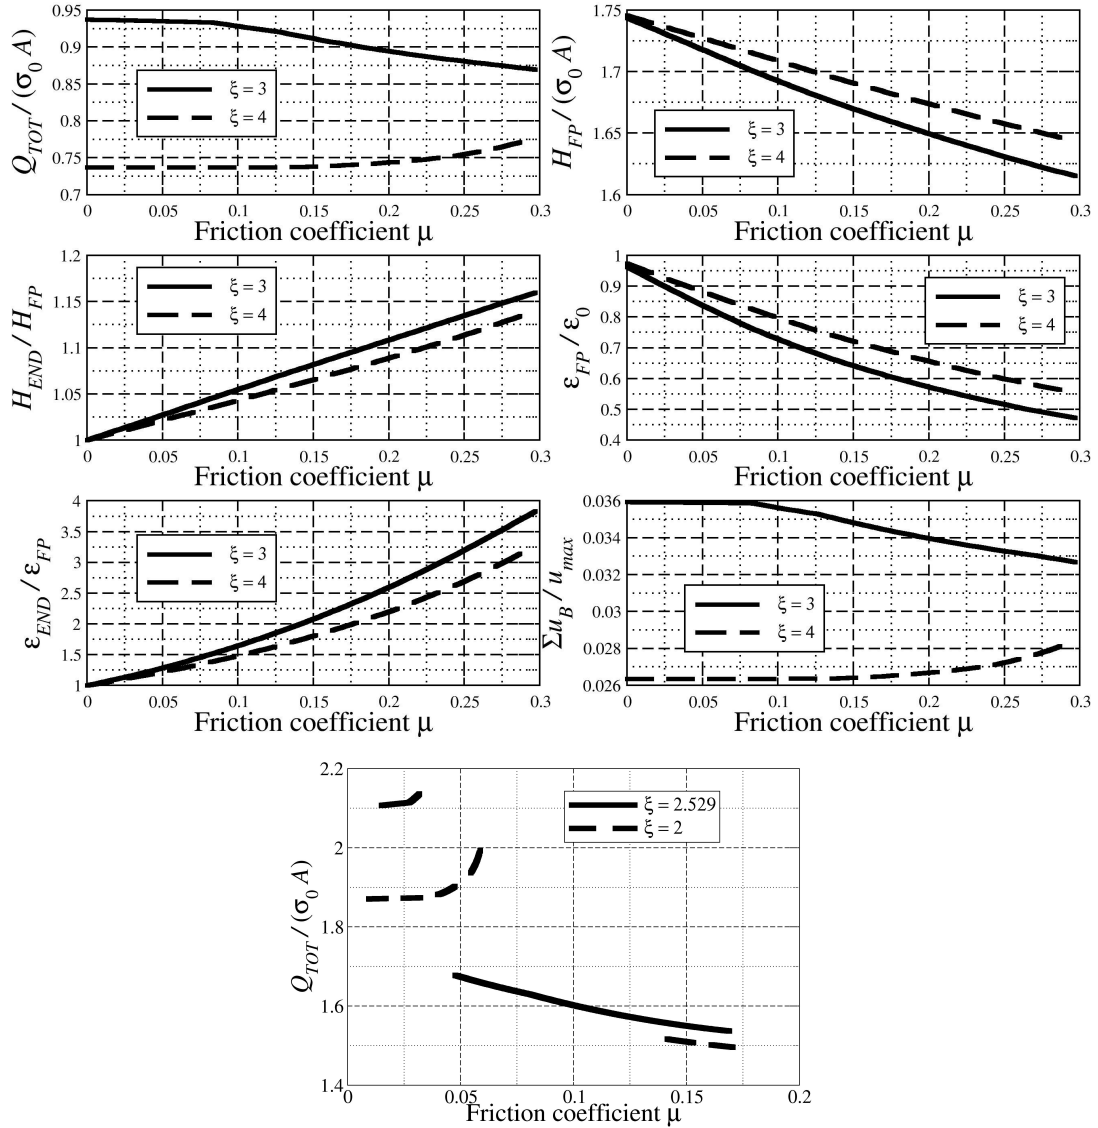 0.95
0.9
0.85
0.8
0.75
0.7
Q_TOT / (σ_0 A)
ξ = 3
ξ = 4
0 0.05 0.1 0.15 0.2 0.25 0.3
Friction coefficient μ
1.75
1.7
1.65
1.6
H_FP / (σ_0 A)
ξ = 3
ξ = 4
0 0.05 0.1 0.15 0.2 0.25 0.3
Friction coefficient μ
1.2
1.15
1.1
1.05
1
H_END / H_FP
ξ = 3
ξ = 4
0 0.05 0.1 0.15 0.2 0.25 0.3
Friction coefficient μ
1
0.9
0.8
0.7
0.6
0.5
0.4
ε_FP / ε_0
ξ = 3
ξ = 4
0 0.05 0.1 0.15 0.2 0.25 0.3
Friction coefficient μ
4
3.5
3
2.5
2
1.5
1
ε_END / ε_FP
ξ = 3
ξ = 4
0 0.05 0.1 0.15 0.2 0.25 0.3
Friction coefficient μ
0.036
0.034
0.032
0.03
0.028
0.026
Σu_B / u_max
ξ = 3
ξ = 4
0 0.05 0.1 0.15 0.2 0.25 0.3
Friction coefficient μ
2.2
2
1.8
1.6
1.4
Q_TOT / (σ_0 A)
ξ = 2.529
ξ = 2
0 0.05 0.1 0.15 0.2
Friction coefficient μ